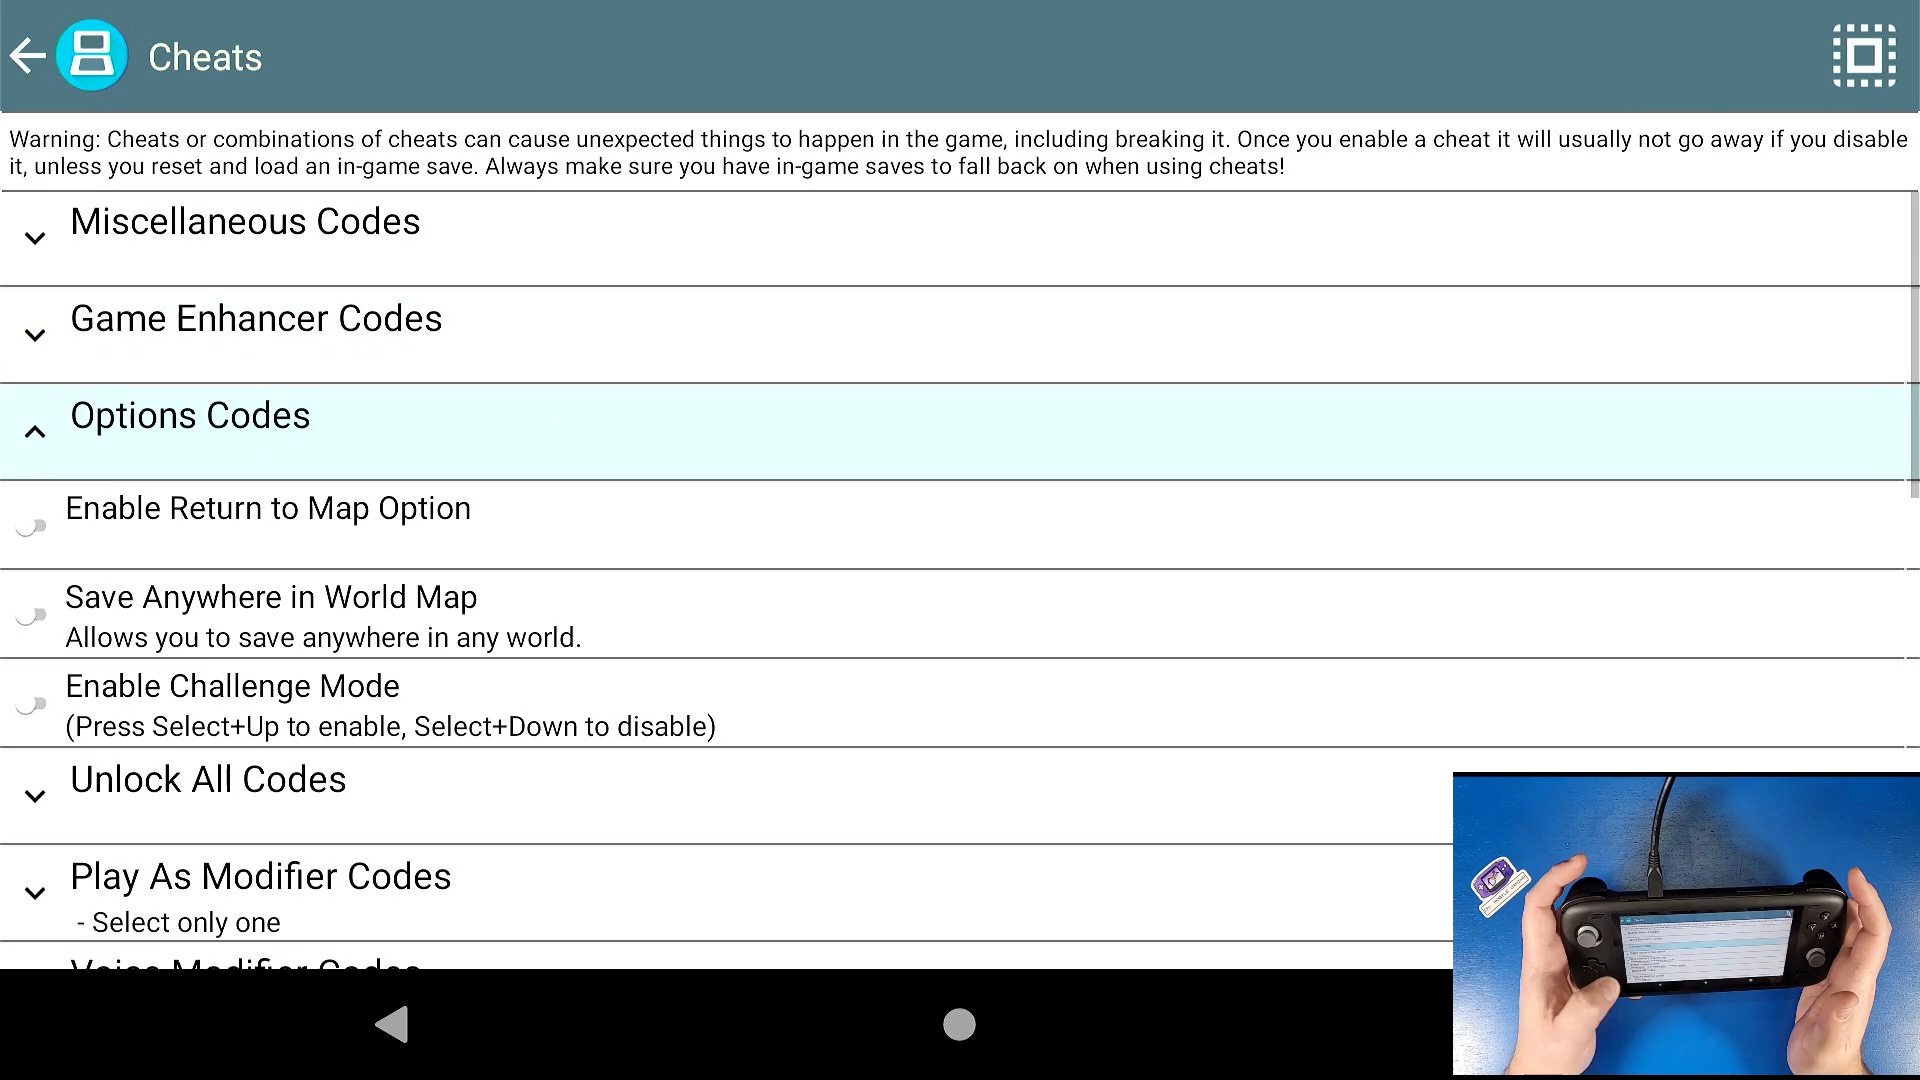 Cheats
Warning: Cheats or combinations of cheats can cause unexpected things to happen in the game, including breaking it. Once you enable a cheat it will usually not go away if you disable
it, unless you reset and load an in-game save. Always make sure you have in-game saves to fall back on when using cheats!
Miscellaneous Codes
Game Enhancer Codes
Options Codes
Enable Return to Map Option
Save Anywhere in World Map
Allows you to save anywhere in any world.
Enable Challenge Mode
(Press Select+Up to enable, Select+Down to disable)
Unlock All Codes
Play As Modifier Codes
- Select only one
Voice Modifier Codes